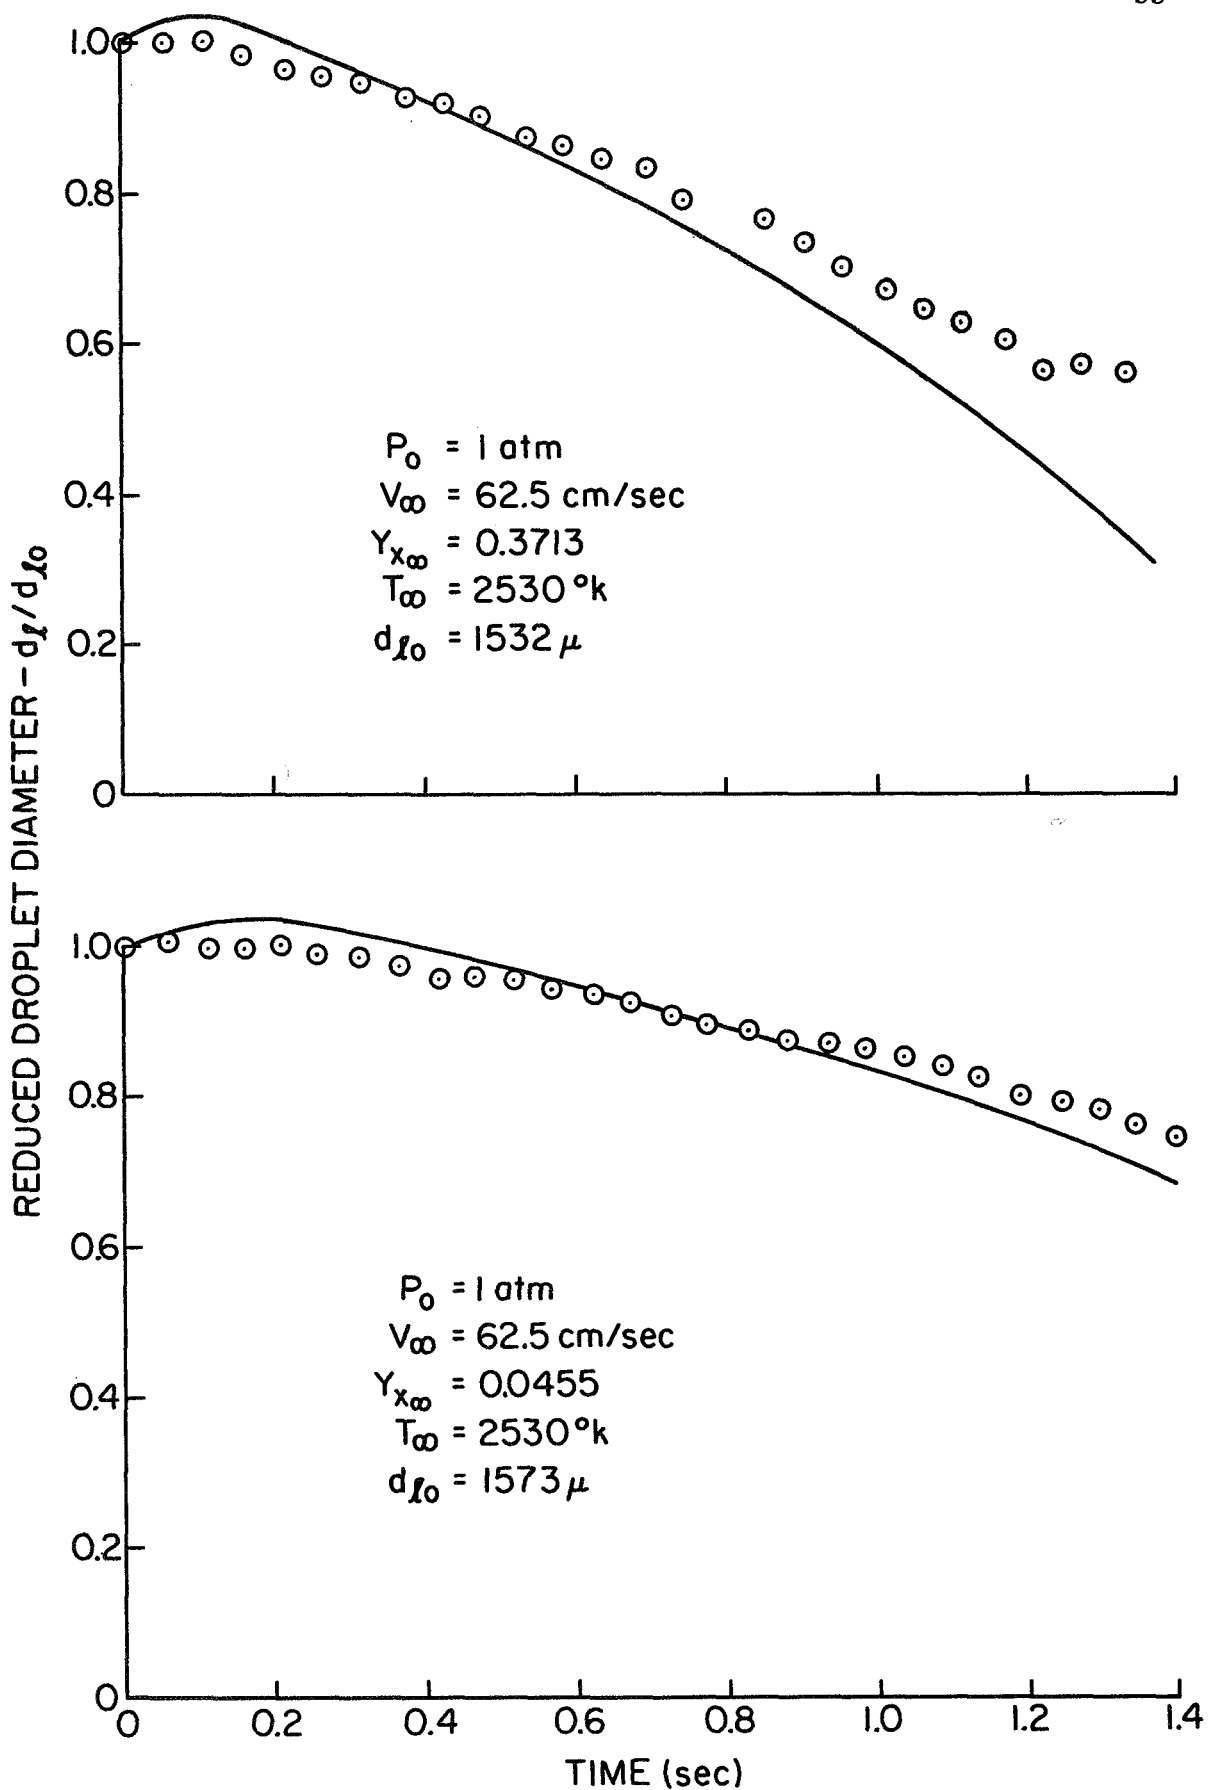 1.0
0.8
0.6
0.4
0.2
0
P₀ = 1 atm
V∞ = 62.5 cm/sec
Yx∞ = 0.3713
T∞ = 2530 °k
dℓ0 = 1532 μ
REDUCED DROPLET DIAMETER – dℓ/dℓ0
1.0
0.8
0.6
0.4
0.2
0
P₀ = 1 atm
V∞ = 62.5 cm/sec
Yx∞ = 0.0455
T∞ = 2530 °k
dℓ0 = 1573 μ
0 0.2 0.4 0.6 0.8 1.0 1.2 1.4
TIME (sec)